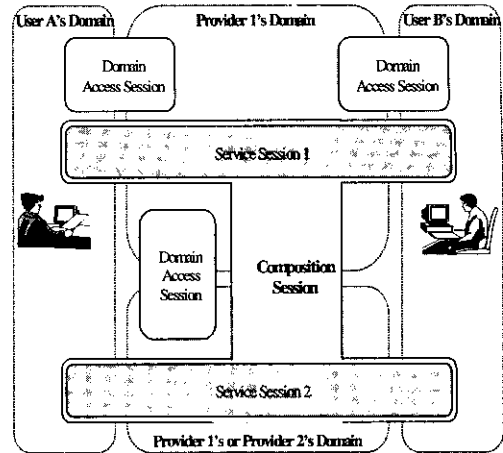 User A's Domain
Provider 1's Domain
User B's Domain
Domain
Access Session
Domain
Access Session
Service Session 1
Domain
Access
Session
Composition
Session
Service Session 2
Provider 1's or Provider 2's Domain